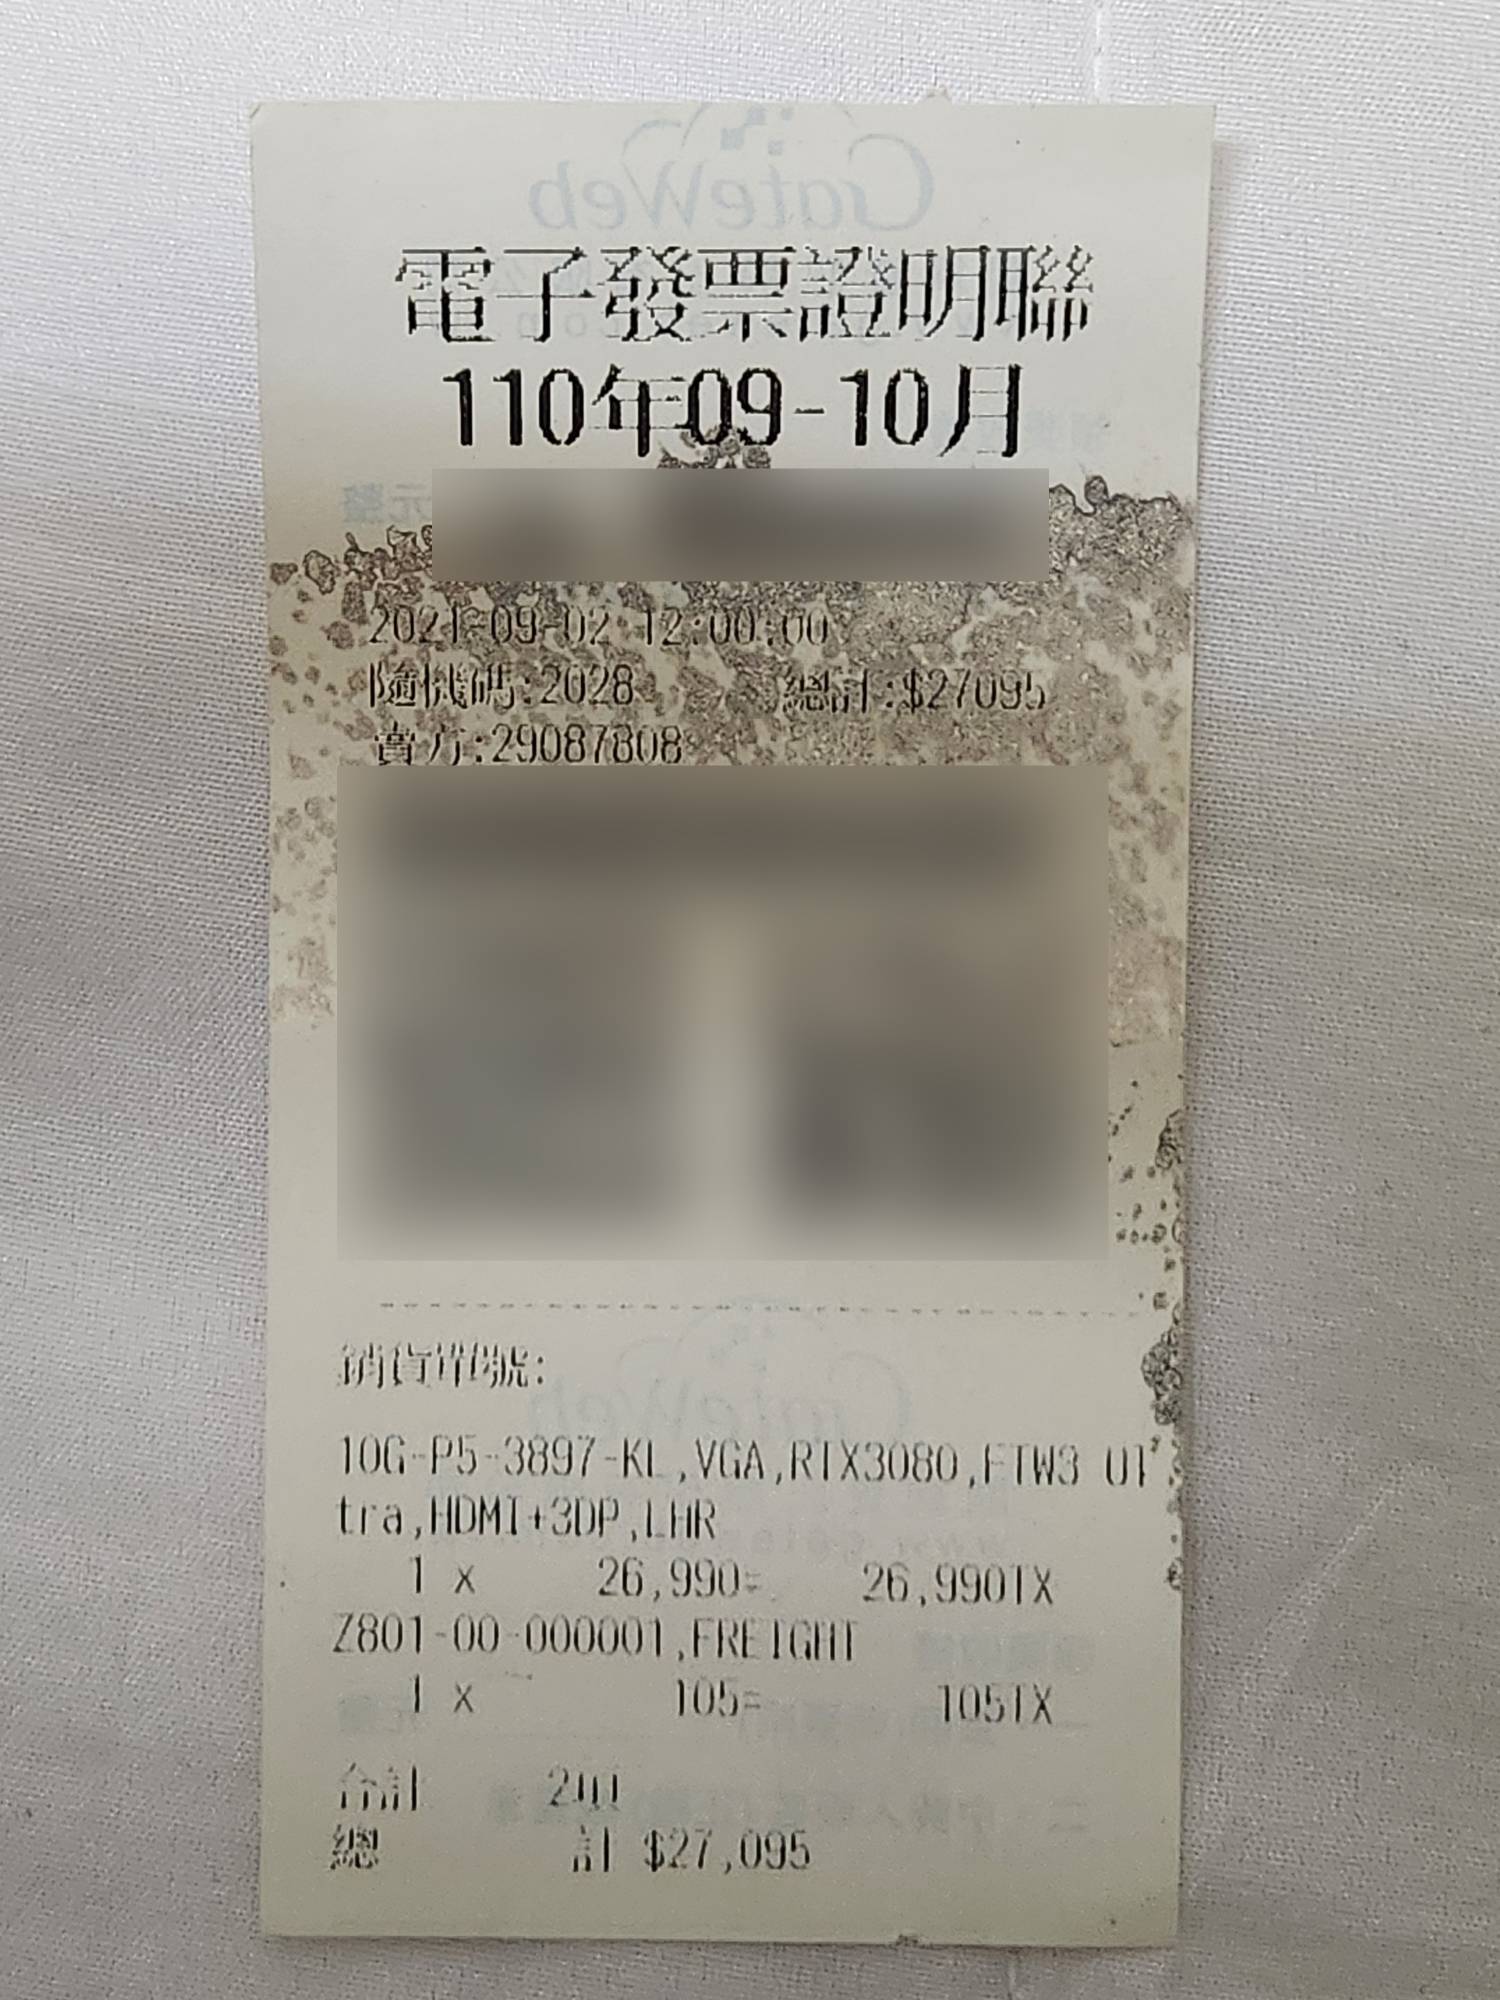 電子發票證明聯
110年09-10月
2021-09-02 12:00:00
隨機碼:2028 總計:$27095
賣方:29087808
銷貨單號:
10G-P5-3897-KL,VGA,RTX3080,FTW3 Ul
tra,HDMI+3DP,LHR
1 x 26,990= 26,990TX
Z801-00-000001,FREIGHT
1 x 105= 105TX
合計 2項
總 計 $27,095